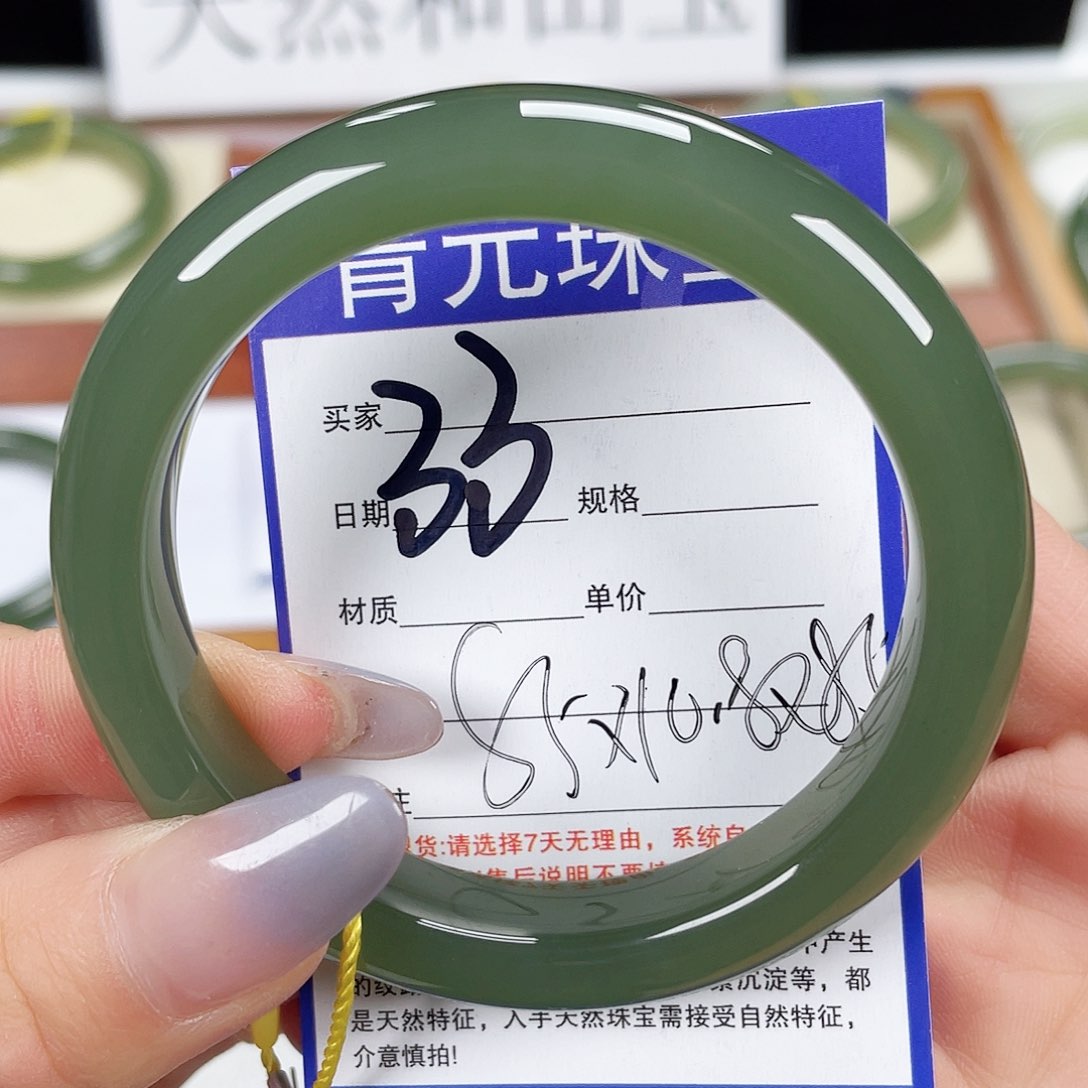 天然和田玉
青元珠宝
买家
33
日期 规格
材质 单价
55x10.8x8.
注
货:请选择7天无理由，系统自
售后说明不要
产生
沉淀等，都
是天然特征，入手天然珠宝需接受自然特征，
介意慎拍!